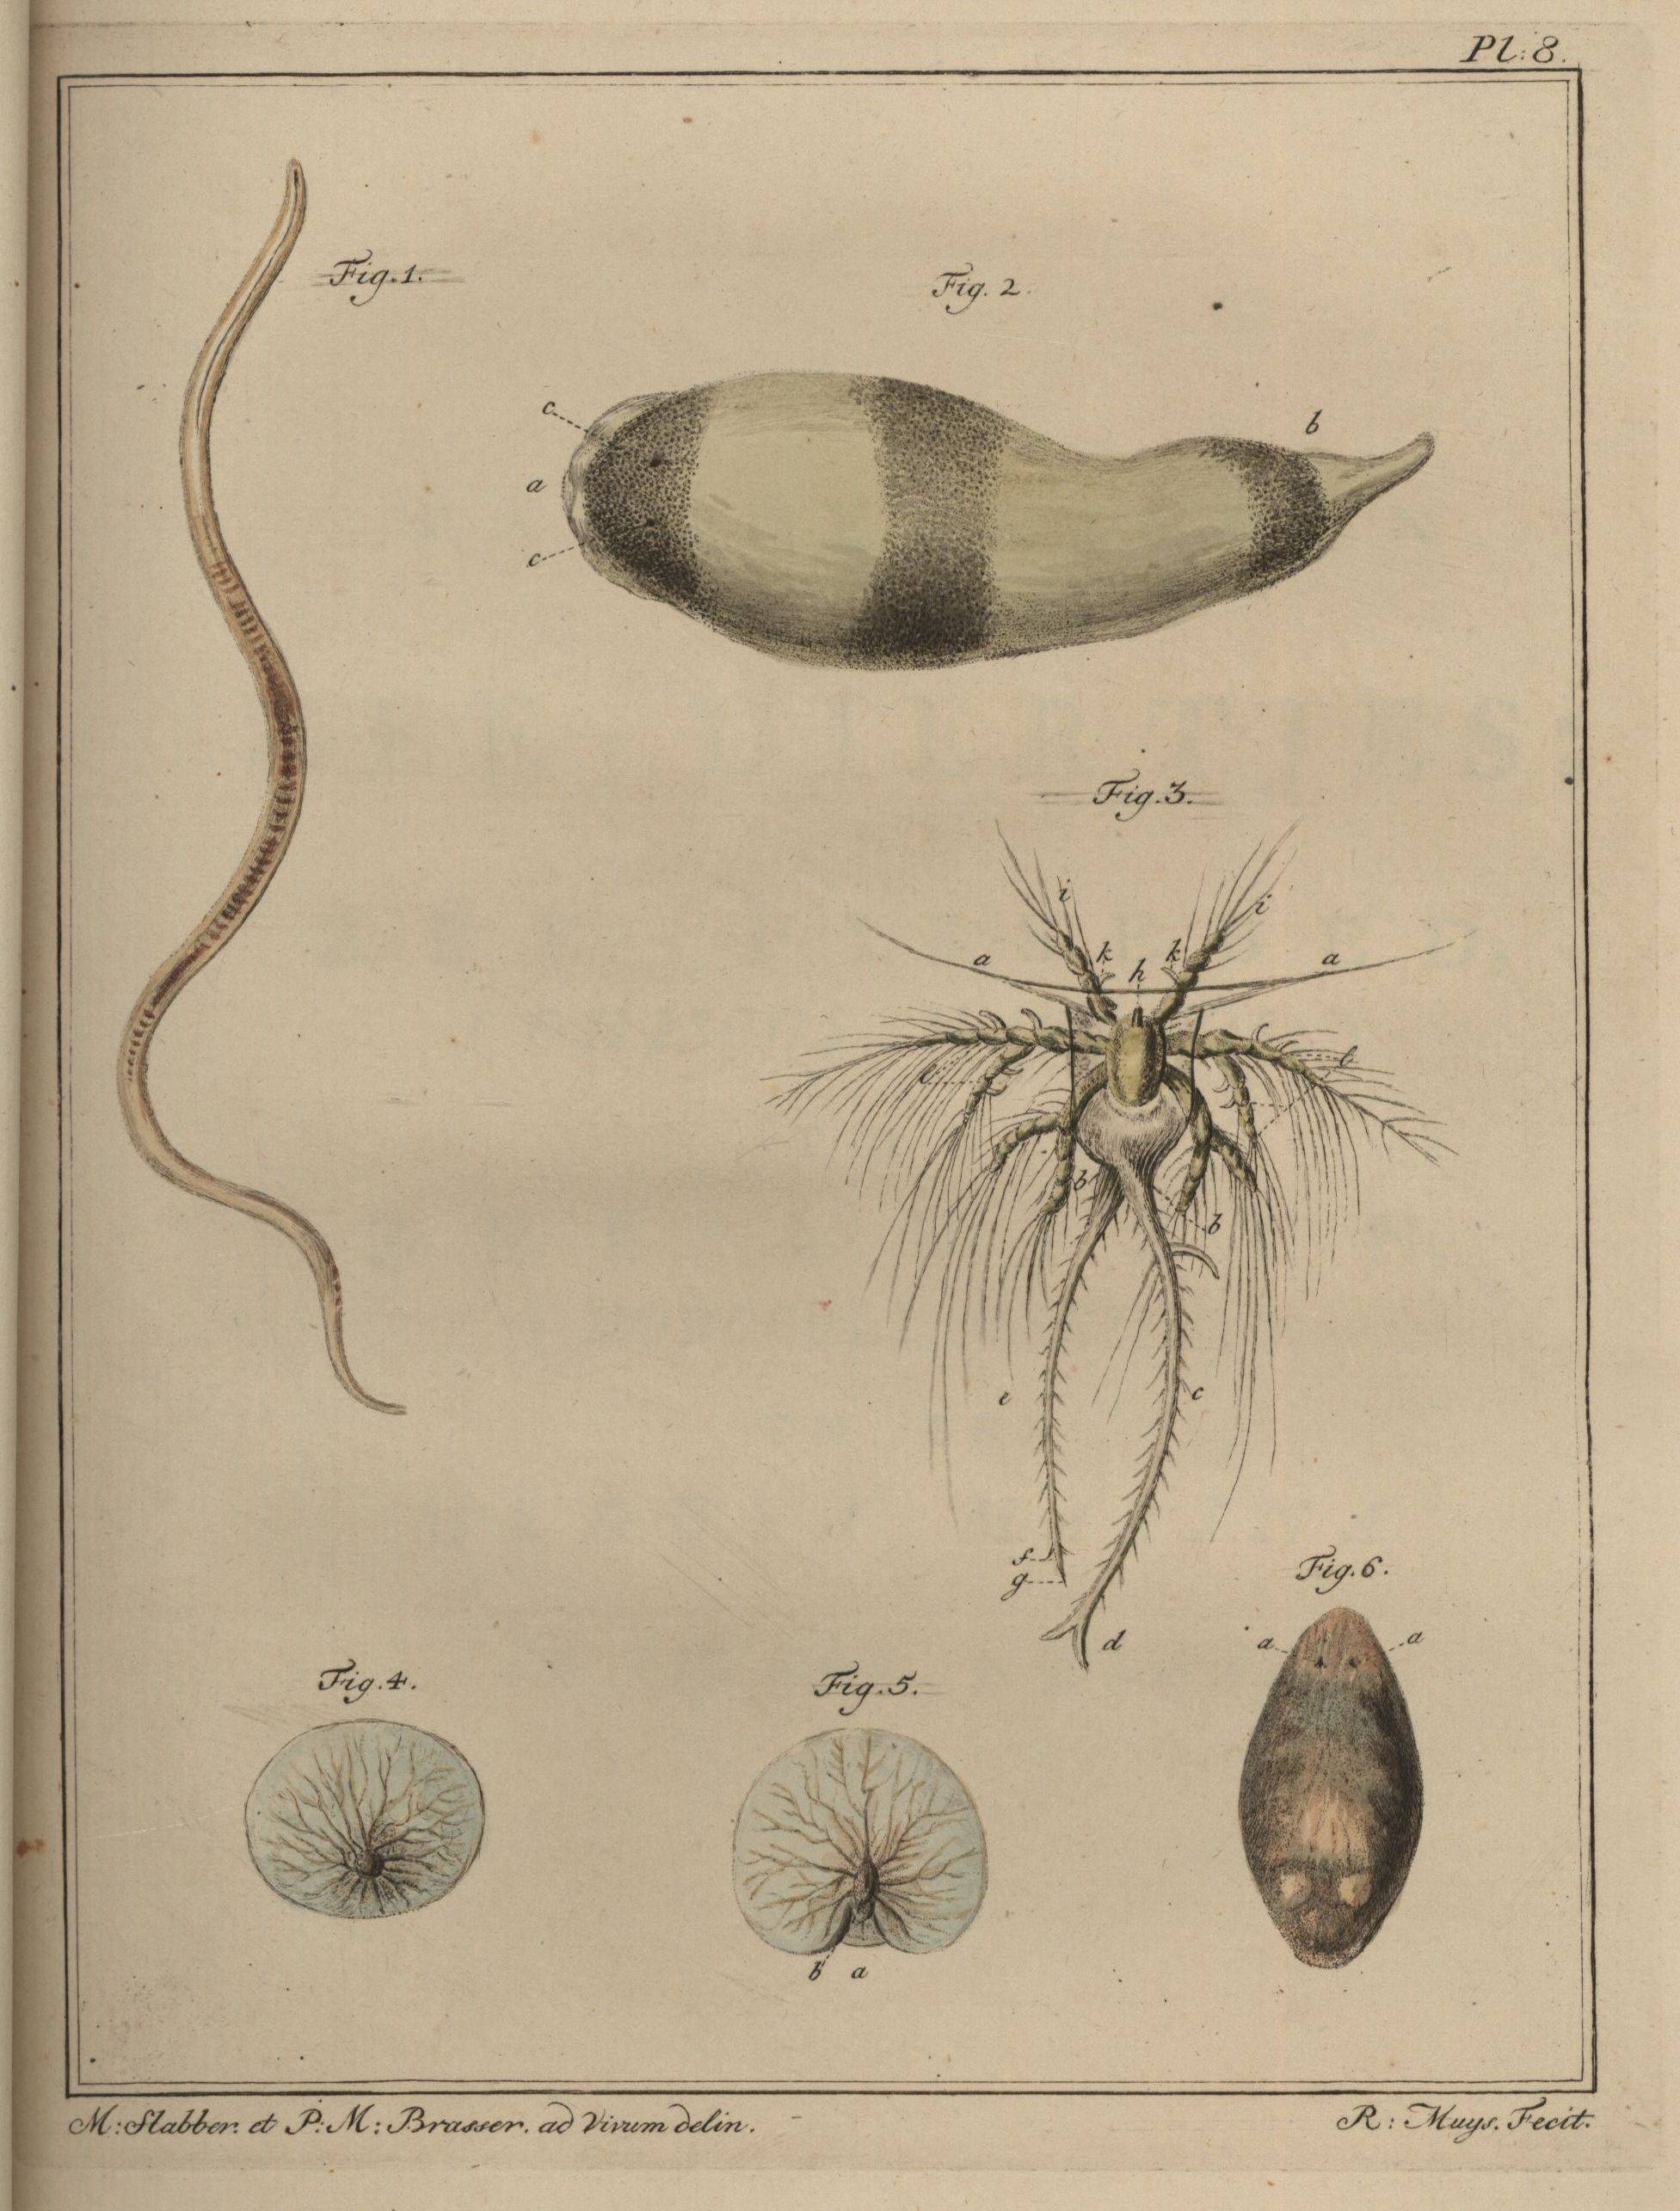 Pl: 8.
Fig. 1.
Fig. 2.
c
a
c
b
Fig. 3.
i
i
a
k
h
k
a
b
b
e
c
f
g
d
Fig. 6.
a
a
Fig. 4.
Fig. 5.
b a
M: Slabber. et P: M: Brasser. ad Vivum delin.
R: Muys. Fecit.